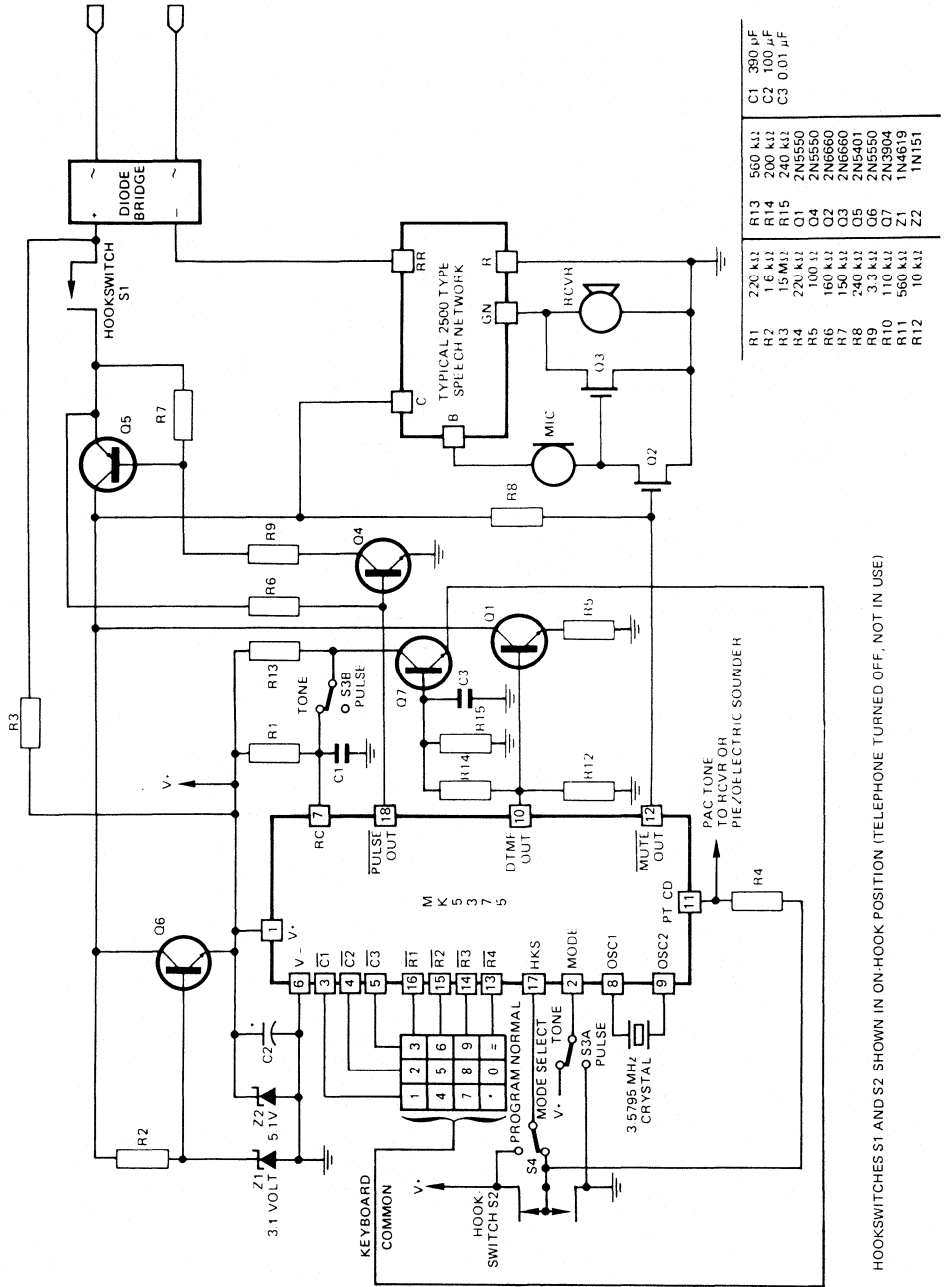 R3
HOOKSWITCH
S1
+
~
−
~
DIODE
BRIDGE
R2
Z1
3.1 VOLT
Z2
5.1V
C2
+
Q6
V+
R1
R13
R6
R9
Q5
R7
TONE
S3B
PULSE
C1
Q7
C3
R15
R14
R12
Q4
Q1
R5
R8
C
RR
TYPICAL 2500 TYPE
SPEECH NETWORK
B
GN
R
MIC
RCVR
Q3
Q2
KEYBOARD
COMMON
1 2 3
4 5 6
7 8 9
* 0 =
6 V-
3 C1
4 C2
5 C3
16 R1
15 R2
14 R3
13 R4
17 HKS
2 MODE
8 OSC1
9 OSC2
1 V+
7 RC
18 PULSE OUT
10 DTMF OUT
12 MUTE OUT
11 PT CD
MK5375
V+
HOOK-
SWITCH S2
PROGRAM NORMAL
S4
MODE SELECT
V+
TONE
S3A
PULSE
3.5795 MHz
CRYSTAL
R4
PAC TONE
TO RCVR OR
PIEZOELECTRIC SOUNDER
R1 220 kΩ R13 560 kΩ C1 390 pF
R2 1.6 kΩ R14 200 kΩ C2 100 µF
R3 15 MΩ R15 240 kΩ C3 0.01 µF
R4 220 kΩ Q1 2N5550
R5 100 Ω Q4 2N5550
R6 160 kΩ Q2 2N6660
R7 150 kΩ Q3 2N6660
R8 240 kΩ Q5 2N5401
R9 3.3 kΩ Q6 2N5550
R10 110 kΩ Q7 2N3904
R11 560 kΩ Z1 1N4619
R12 10 kΩ Z2 1N151
HOOKSWITCHES S1 AND S2 SHOWN IN ON-HOOK POSITION (TELEPHONE TURNED OFF, NOT IN USE)